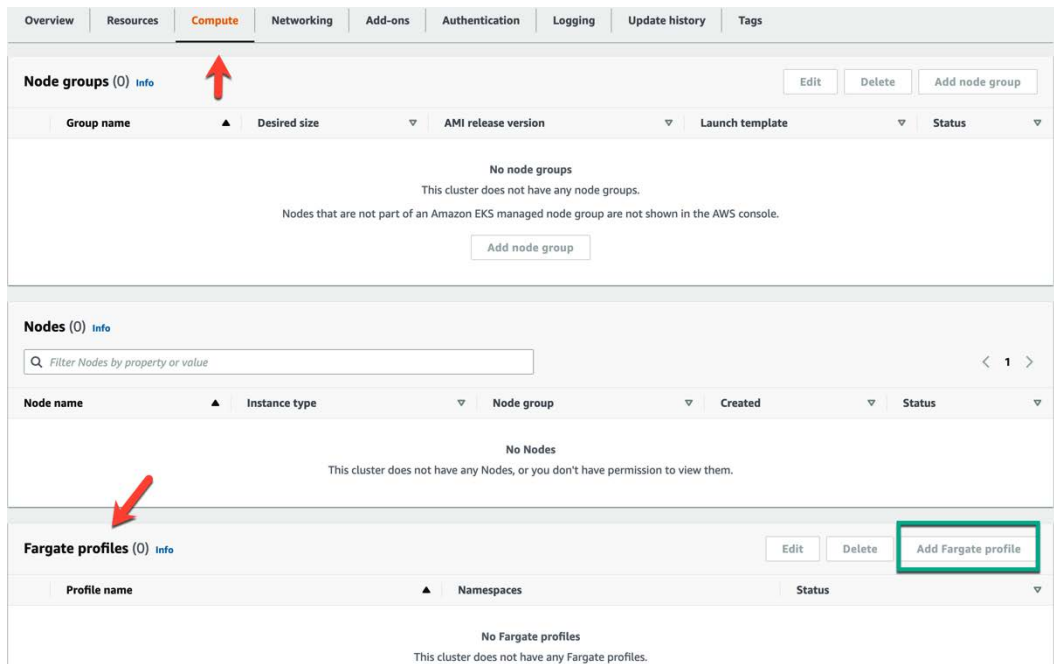 Overview Resources Compute Networking Add-ons Authentication Logging Update history Tags
Node groups (0) Info Edit Delete Add node group
Group name Desired size AMI release version Launch template Status
No node groups
This cluster does not have any node groups.
Nodes that are not part of an Amazon EKS managed node group are not shown in the AWS console.
Add node group
Nodes (0) Info
Filter Nodes by property or value 1
Node name Instance type Node group Created Status
No Nodes
This cluster does not have any Nodes, or you don't have permission to view them.
Fargate profiles (0) Info Edit Delete Add Fargate profile
Profile name Namespaces Status
No Fargate profiles
This cluster does not have any Fargate profiles.